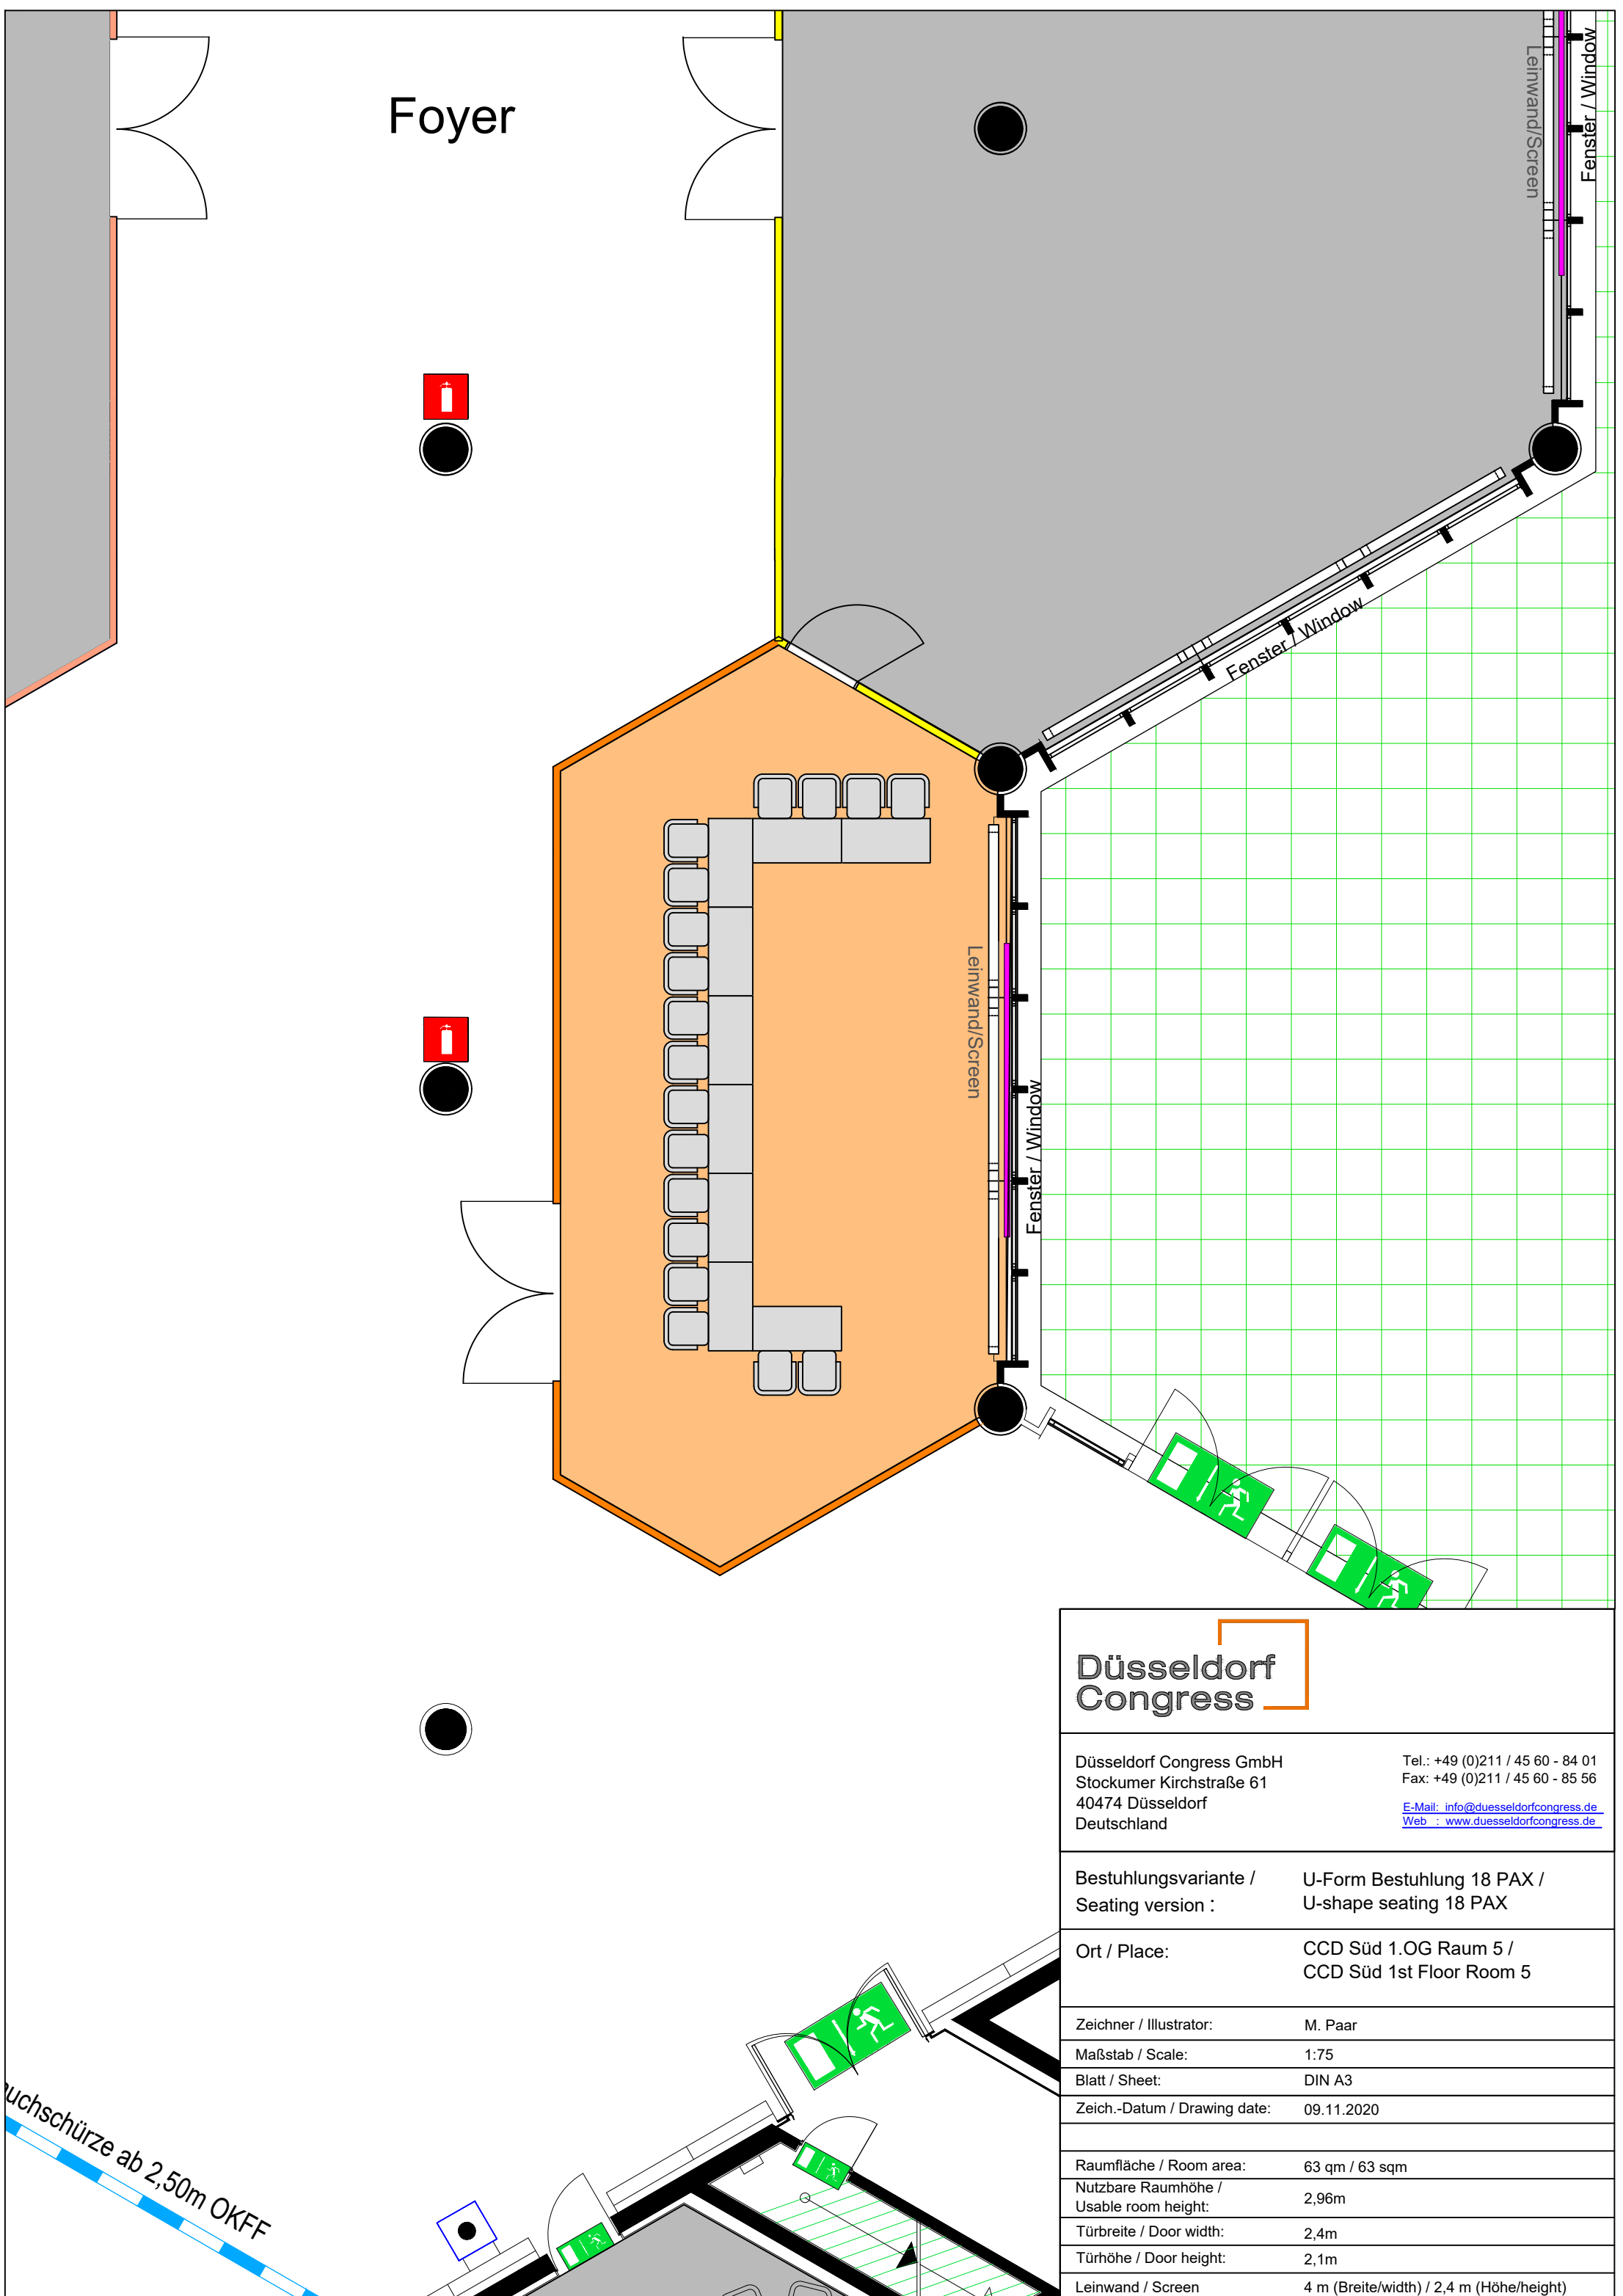 Foyer
Leinwand/Screen
Fenster / Window
Fenster / Window
Leinwand/Screen
Fenster / Window
Düsseldorf
Congress
Düsseldorf Congress GmbH
Stockumer Kirchstraße 61
40474 Düsseldorf
Deutschland
Tel.: +49 (0)211 / 45 60 - 84 01
Fax: +49 (0)211 / 45 60 - 85 56
E-Mail: info@duesseldorfcongress.de
Web : www.duesseldorfcongress.de
Bestuhlungsvariante / U-Form Bestuhlung 18 PAX /
Seating version : U-shape seating 18 PAX
Ort / Place: CCD Süd 1.OG Raum 5 /
CCD Süd 1st Floor Room 5
Zeichner / Illustrator: M. Paar
Maßstab / Scale: 1:75
Blatt / Sheet: DIN A3
Zeich.-Datum / Drawing date: 09.11.2020
Raumfläche / Room area: 63 qm / 63 sqm
Nutzbare Raumhöhe /
Usable room height: 2,96m
Türbreite / Door width: 2,4m
Türhöhe / Door height: 2,1m
Leinwand / Screen 4 m (Breite/width) / 2,4 m (Höhe/height)
uchschürze ab 2,50m OKFF